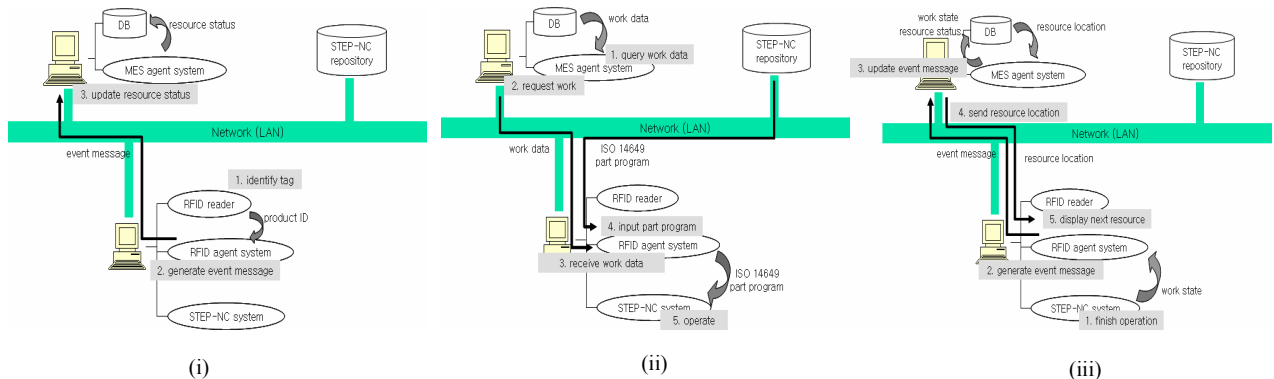 DB
resource status
MES agent system
3. update resource status
STEP-NC
repository
Network (LAN)
event message
1. identify tag
RFID reader
product ID
RFID agent system
2. generate event message
STEP-NC system
(i)
DB
work data
1. query work data
MES agent system
2. request work
STEP-NC
repository
Network (LAN)
work data
ISO 14649
part program
RFID reader
4. input part program
RFID agent system
3. receive work data
ISO 14649
part program
STEP-NC system
5. operate
(ii)
work state
resource status
DB
resource location
3. update event message
MES agent system
STEP-NC
repository
4. send resource location
Network (LAN)
event message
resource location
RFID reader
5. display next resource
RFID agent system
2. generate event message
work state
STEP-NC system
1. finish operation
(iii)